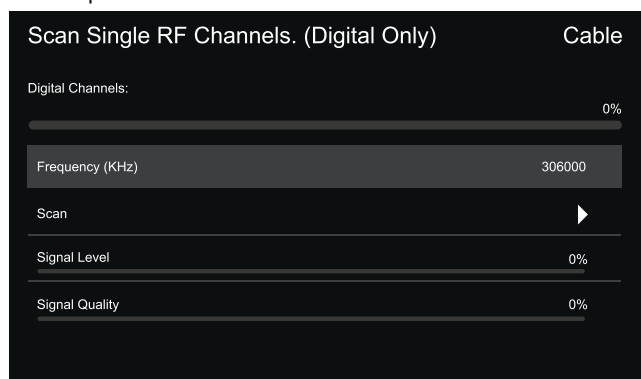 Scan Single RF Channels. (Digital Only) Cable
Digital Channels:
0%
Frequency (KHz) 306000
Scan
Signal Level 0%
Signal Quality 0%